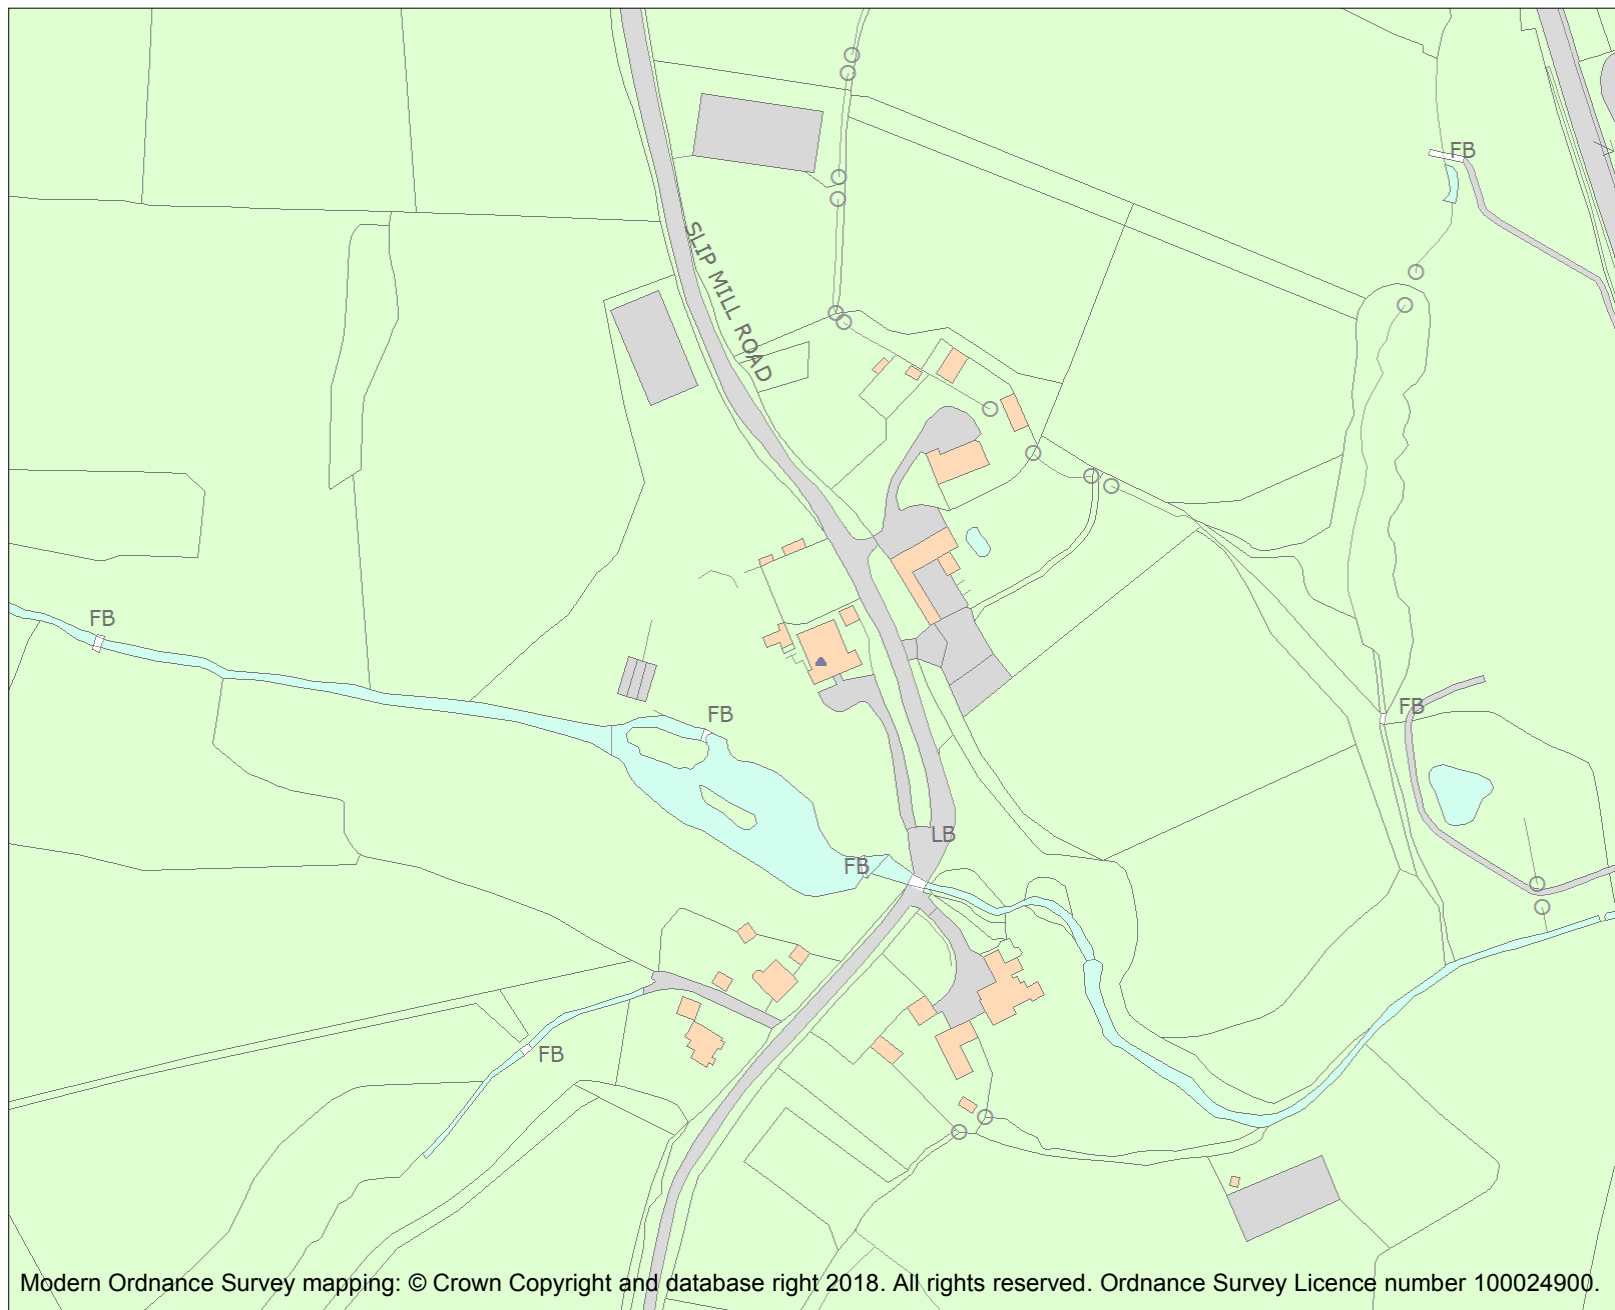 FB
SLIP MILL ROAD
FB
FB
FB
LB
FB
FB
Modern Ordnance Survey mapping: © Crown Copyright and database right 2018. All rights reserved. Ordnance Survey Licence number 100024900.